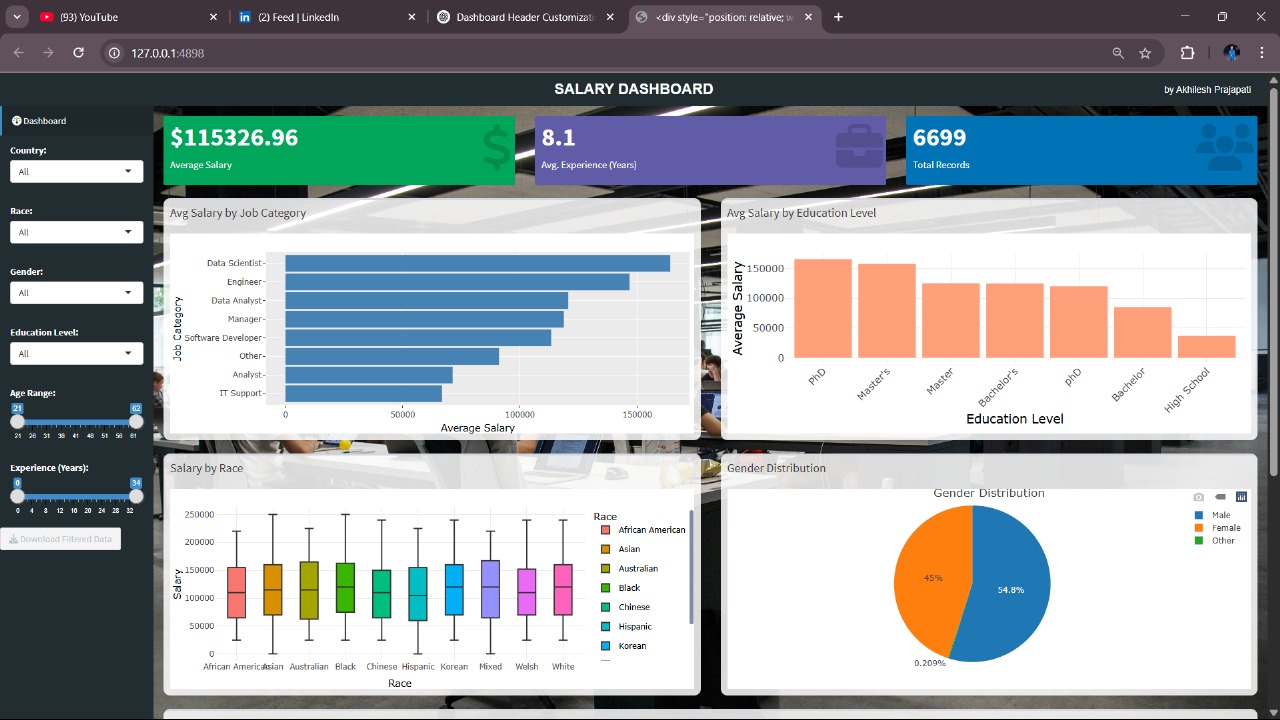 (93) YouTube
(2) Feed | LinkedIn
Dashboard Header Customizati
<div style="position: relative; w
127.0.0.1:4898
SALARY DASHBOARD
by Akhilesh Prajapati
Dashboard
Country:
All
Race:
All
Gender:
Education Level:
All
Age Range:
21 62
21 26 31 36 41 46 51 56 61
Experience (Years):
0 34
0 4 8 12 16 20 24 28 32
Download Filtered Data
$115326.96
Average Salary
8.1
Avg. Experience (Years)
6699
Total Records
Avg Salary by Job Category
Job Category
Data Scientist
Engineer
Data Analyst
Manager
Software Developer
Other
Analyst
IT Support
0 50000 100000 150000
Average Salary
Avg Salary by Education Level
Average Salary
150000
100000
50000
0
PhD Master's Master Bachelor's phD Bachelor High School
Education Level
Salary by Race
Salary
250000
200000
150000
100000
50000
0
African American Asian Australian Black Chinese Hispanic Korean Mixed Welsh White
Race
Race
African American
Asian
Australian
Black
Chinese
Hispanic
Korean
Gender Distribution
Gender Distribution
45%
54.8%
0.209%
Male
Female
Other